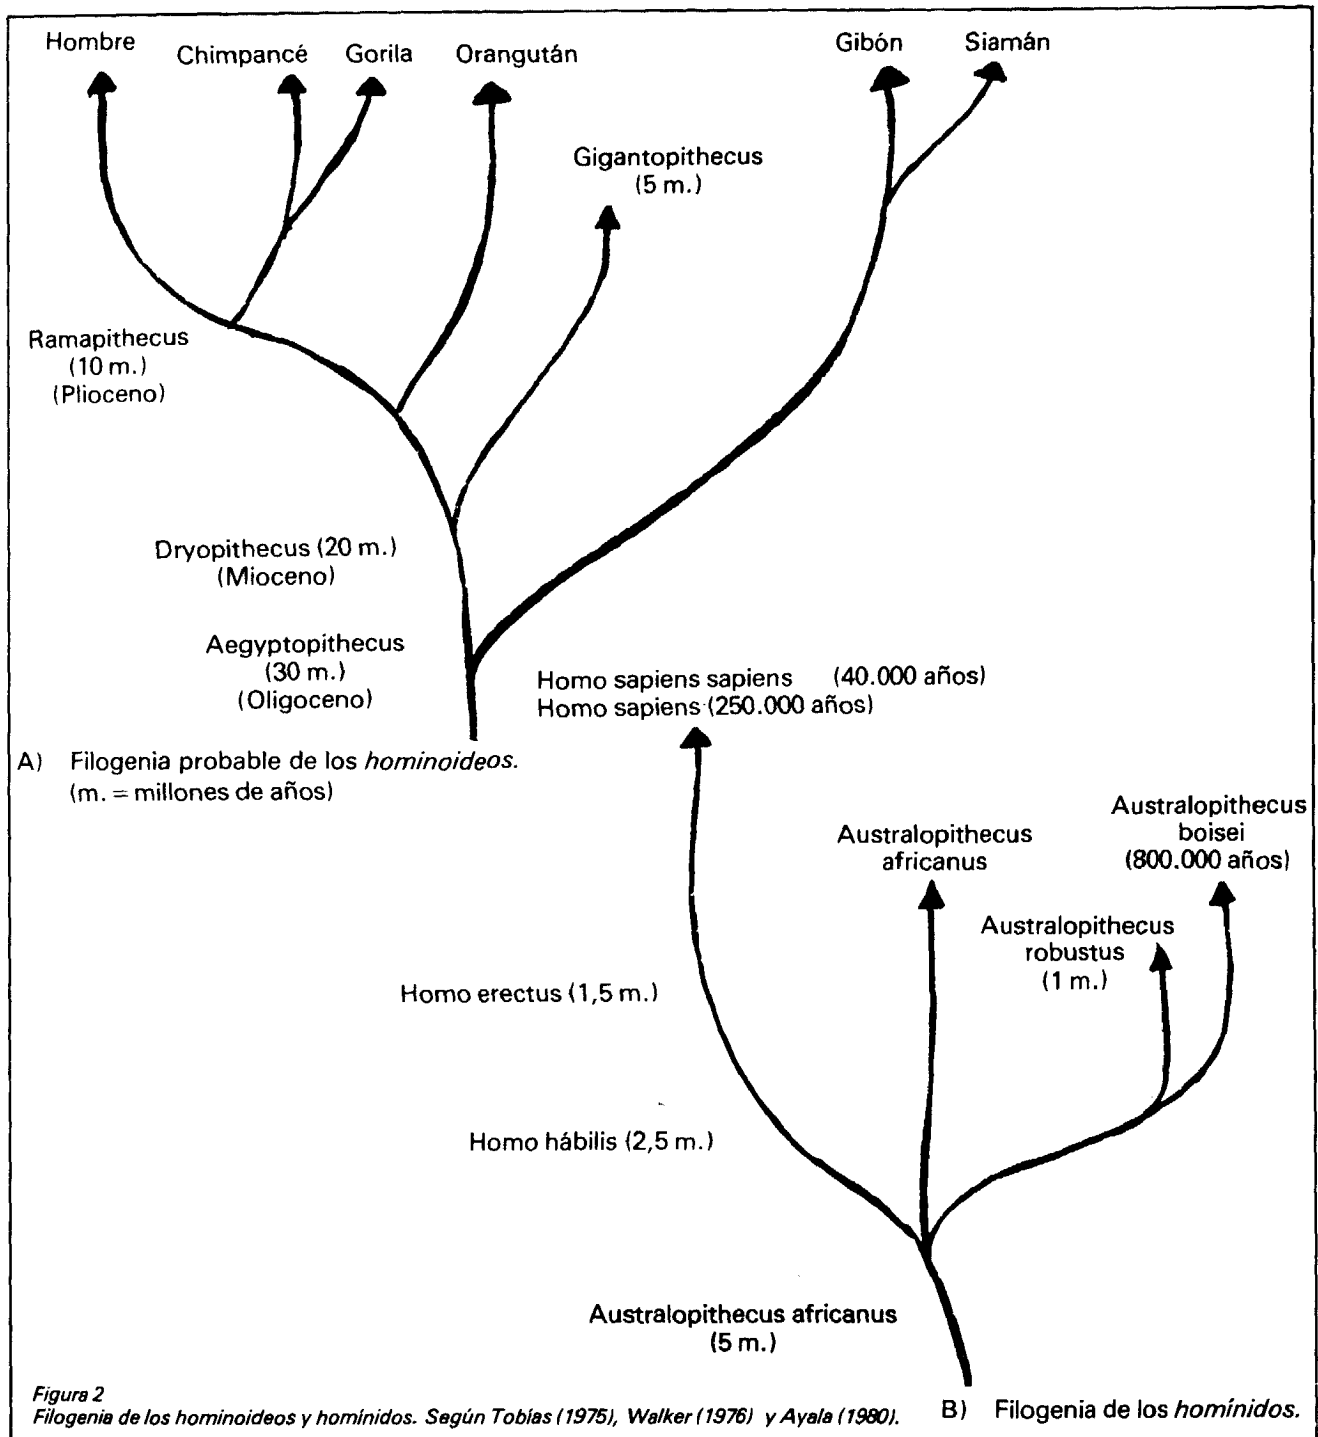 Hombre
Chimpancé
Gorila
Orangután
Gibón
Siamán
Gigantopithecus
(5 m.)
Ramapithecus
(10 m.)
(Plioceno)
Dryopithecus (20 m.)
(Mioceno)
Aegyptopithecus
(30 m.)
(Oligoceno)
A) Filogenia probable de los hominoideos.
(m. = millones de años)
Homo sapiens sapiens (40.000 años)
Homo sapiens (250.000 años)
Australopithecus
africanus
Australopithecus
boisei
(800.000 años)
Australopithecus
robustus
(1 m.)
Homo erectus (1,5 m.)
Homo hábilis (2,5 m.)
Australopithecus africanus
(5 m.)
Figura 2
Filogenia de los hominoideos y homínidos. Según Tobías (1975), Walker (1976) y Ayala (1980).
B) Filogenia de los homínidos.